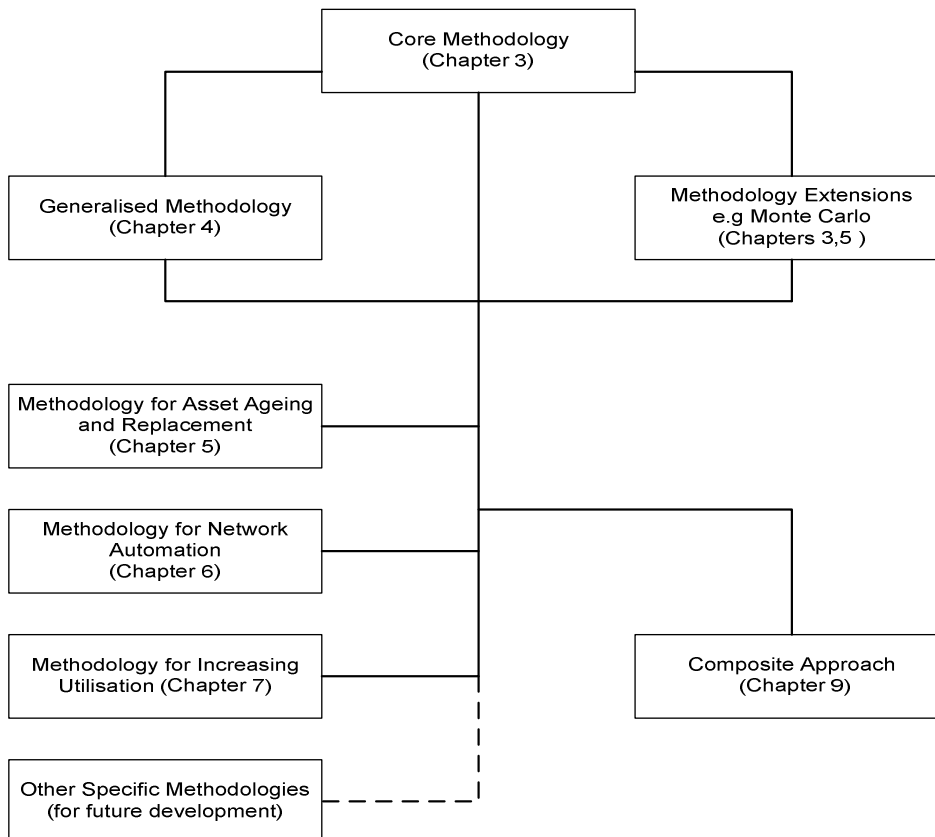 Core Methodology
(Chapter 3)
Generalised Methodology
(Chapter 4)
Methodology Extensions
e.g Monte Carlo
(Chapters 3,5 )
Methodology for Asset Ageing
and Replacement
(Chapter 5)
Methodology for Network
Automation
(Chapter 6)
Methodology for Increasing
Utilisation (Chapter 7)
Composite Approach
(Chapter 9)
Other Specific Methodologies
(for future development)